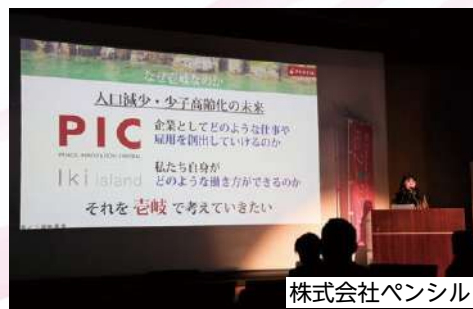 なぜ壱岐なのか
人口減少・少子高齢化の未来
PIC
企業としてどのような仕事や
雇用を創出していけるのか
PENCIL INNOVATION CENTRAL
Iki island
私たち自身が
どのような働き方ができるのか
それを 壱岐 で考えていきたい
株式会社ペンシル